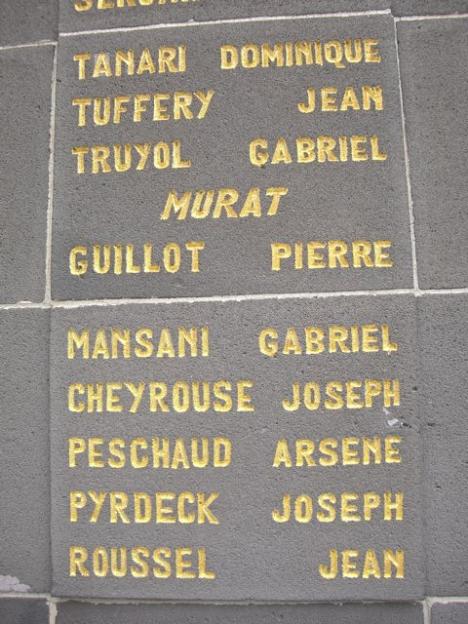 TANARI DOMINIQUE
TUFFERY JEAN
TRUYOL GABRIEL
MURAT
GUILLOT PIERRE
MANSANI GABRIEL
CHEYROUSE JOSEPH
PESCHAUD ARSENE
PYRDECK JOSEPH
ROUSSEL JEAN